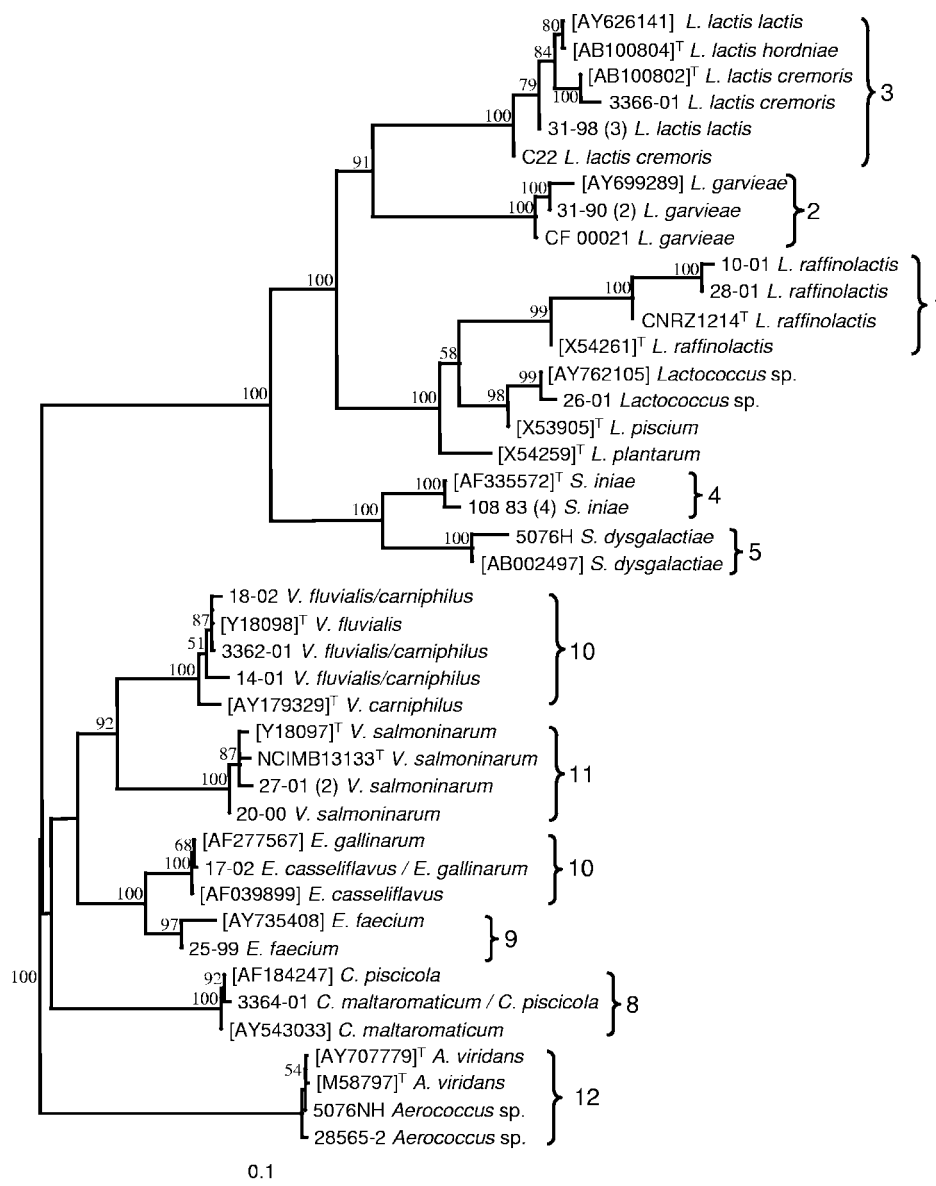 80 [AY626141] L. lactis lactis
84 [AB100804]T L. lactis hordniae
[AB100802]T L. lactis cremoris
79 100 3366-01 L. lactis cremoris 3
100 31-98 (3) L. lactis lactis
C22 L. lactis cremoris
91
100 [AY699289] L. garvieae
100 31-90 (2) L. garvieae 2
CF 00021 L. garvieae
100 10-01 L. raffinolactis
100 100 28-01 L. raffinolactis
99 CNRZ1214T L. raffinolactis
[X54261]T L. raffinolactis
58
99 [AY762105] Lactococcus sp.
100 98 26-01 Lactococcus sp.
[X53905]T L. piscium
[X54259]T L. plantarum
100 [AF335572]T S. iniae
108 83 (4) S. iniae 4
100 5076H S. dysgalactiae
[AB002497] S. dysgalactiae 5
18-02 V. fluvialis/carniphilus
87 [Y18098]T V. fluvialis
51 3362-01 V. fluvialis/carniphilus 10
100 14-01 V. fluvialis/carniphilus
[AY179329]T V. carniphilus
92 [Y18097]T V. salmoninarum
87 NCIMB13133T V. salmoninarum
100 27-01 (2) V. salmoninarum 11
20-00 V. salmoninarum
68 [AF277567] E. gallinarum
100 17-02 E. casseliflavus / E. gallinarum 10
100 [AF039899] E. casseliflavus
97 [AY735408] E. faecium
25-99 E. faecium 9
100 92 [AF184247] C. piscicola
100 3364-01 C. maltaromaticum / C. piscicola 8
[AY543033] C. maltaromaticum
[AY707779]T A. viridans
54 [M58797]T A. viridans
5076NH Aerococcus sp. 12
28565-2 Aerococcus sp.
0.1